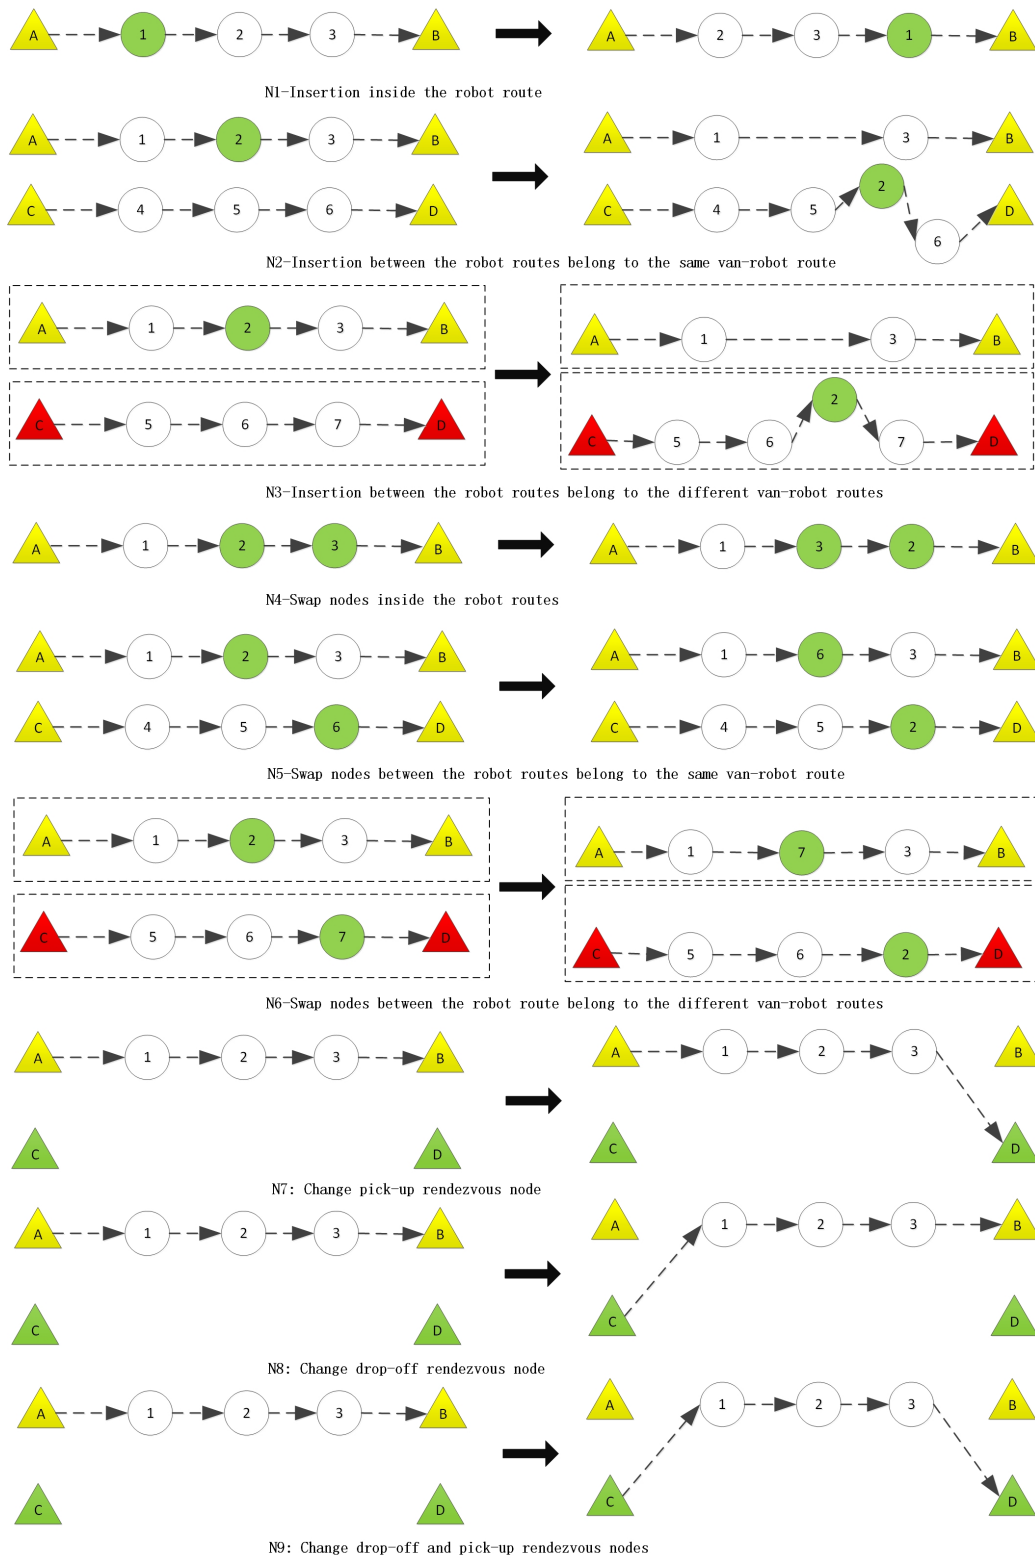 A 1 2 3 B A 2 3 1 B
N1-Insertion inside the robot route
A 1 2 3 B A 1 3 B
C 4 5 6 D C 4 5 2 6 D
N2-Insertion between the robot routes belong to the same van-robot route
A 1 2 3 B A 1 3 B
C 5 6 7 D C 5 6 2 7 D
N3-Insertion between the robot routes belong to the different van-robot routes
A 1 2 3 B A 1 3 2 B
N4-Swap nodes inside the robot routes
A 1 2 3 B A 1 6 3 B
C 4 5 6 D C 4 5 2 D
N5-Swap nodes between the robot routes belong to the same van-robot route
A 1 2 3 B A 1 7 3 B
C 5 6 7 D C 5 6 2 D
N6-Swap nodes between the robot route belong to the different van-robot routes
A 1 2 3 B A 1 2 3 B
C D C D
N7: Change pick-up rendezvous node
A 1 2 3 B A 1 2 3 B
C D C D
N8: Change drop-off rendezvous node
A 1 2 3 B A 1 2 3 B
C D C D
N9: Change drop-off and pick-up rendezvous nodes